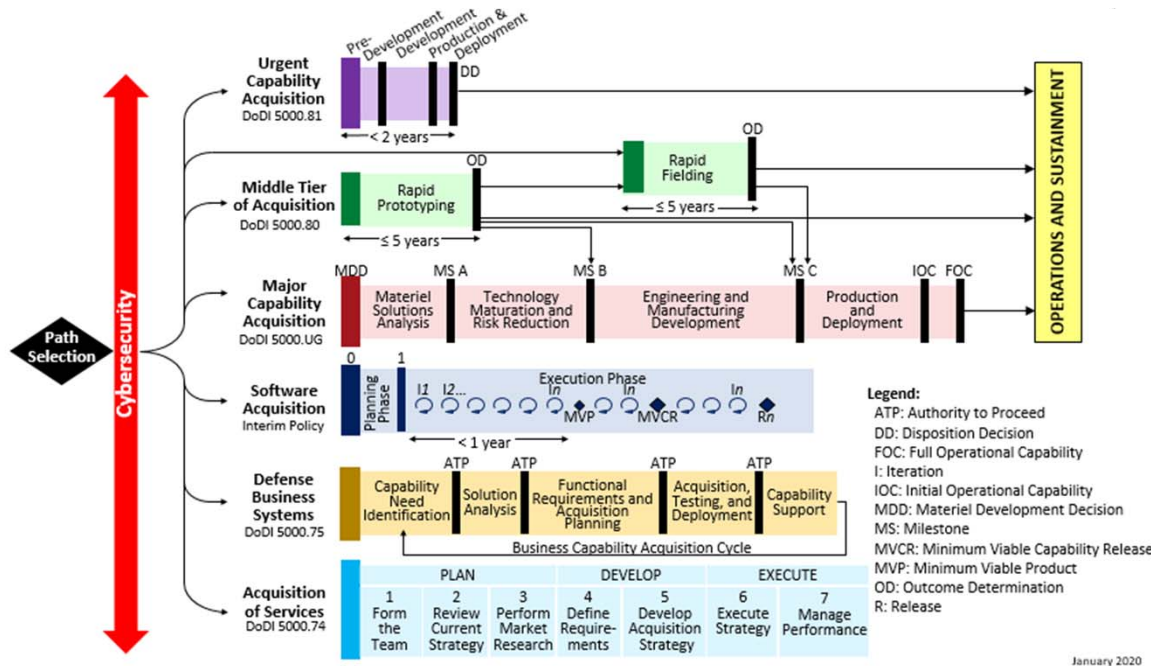 Pre-
Development
Development
Production &
Deployment
Urgent
Capability
Acquisition
DoDI 5000.81
DD
< 2 years
OD
Rapid
Fielding
≤ 5 years
Middle Tier
of Acquisition
DoDI 5000.80
OD
Rapid
Prototyping
≤ 5 years
OPERATIONS AND SUSTAINMENT
Cybersecurity
Path
Selection
Major
Capability
Acquisition
DoDI 5000.UG
MDD
MS A
MS B
MS C
IOC
FOC
Materiel
Solutions
Analysis
Technology
Maturation and
Risk Reduction
Engineering and
Manufacturing
Development
Production
and
Deployment
Software
Acquisition
Interim Policy
0
1
Planning
Phase
Execution Phase
I1
I2...
In
In
In
MVP
MVCR
Rn
< 1 year
Defense
Business
Systems
DoDI 5000.75
ATP
ATP
ATP
ATP
Capability
Need
Identification
Solution
Analysis
Functional
Requirements and
Acquisition
Planning
Acquisition,
Testing, and
Deployment
Capability
Support
Business Capability Acquisition Cycle
Acquisition
of Services
DoDI 5000.74
PLAN
DEVELOP
EXECUTE
1
Form
the
Team
2
Review
Current
Strategy
3
Perform
Market
Research
4
Define
Require-
ments
5
Develop
Acquisition
Strategy
6
Execute
Strategy
7
Manage
Performance
Legend:
ATP: Authority to Proceed
DD: Disposition Decision
FOC: Full Operational Capability
I: Iteration
IOC: Initial Operational Capability
MDD: Materiel Development Decision
MS: Milestone
MVCR: Minimum Viable Capability Release
MVP: Minimum Viable Product
OD: Outcome Determination
R: Release
January 2020